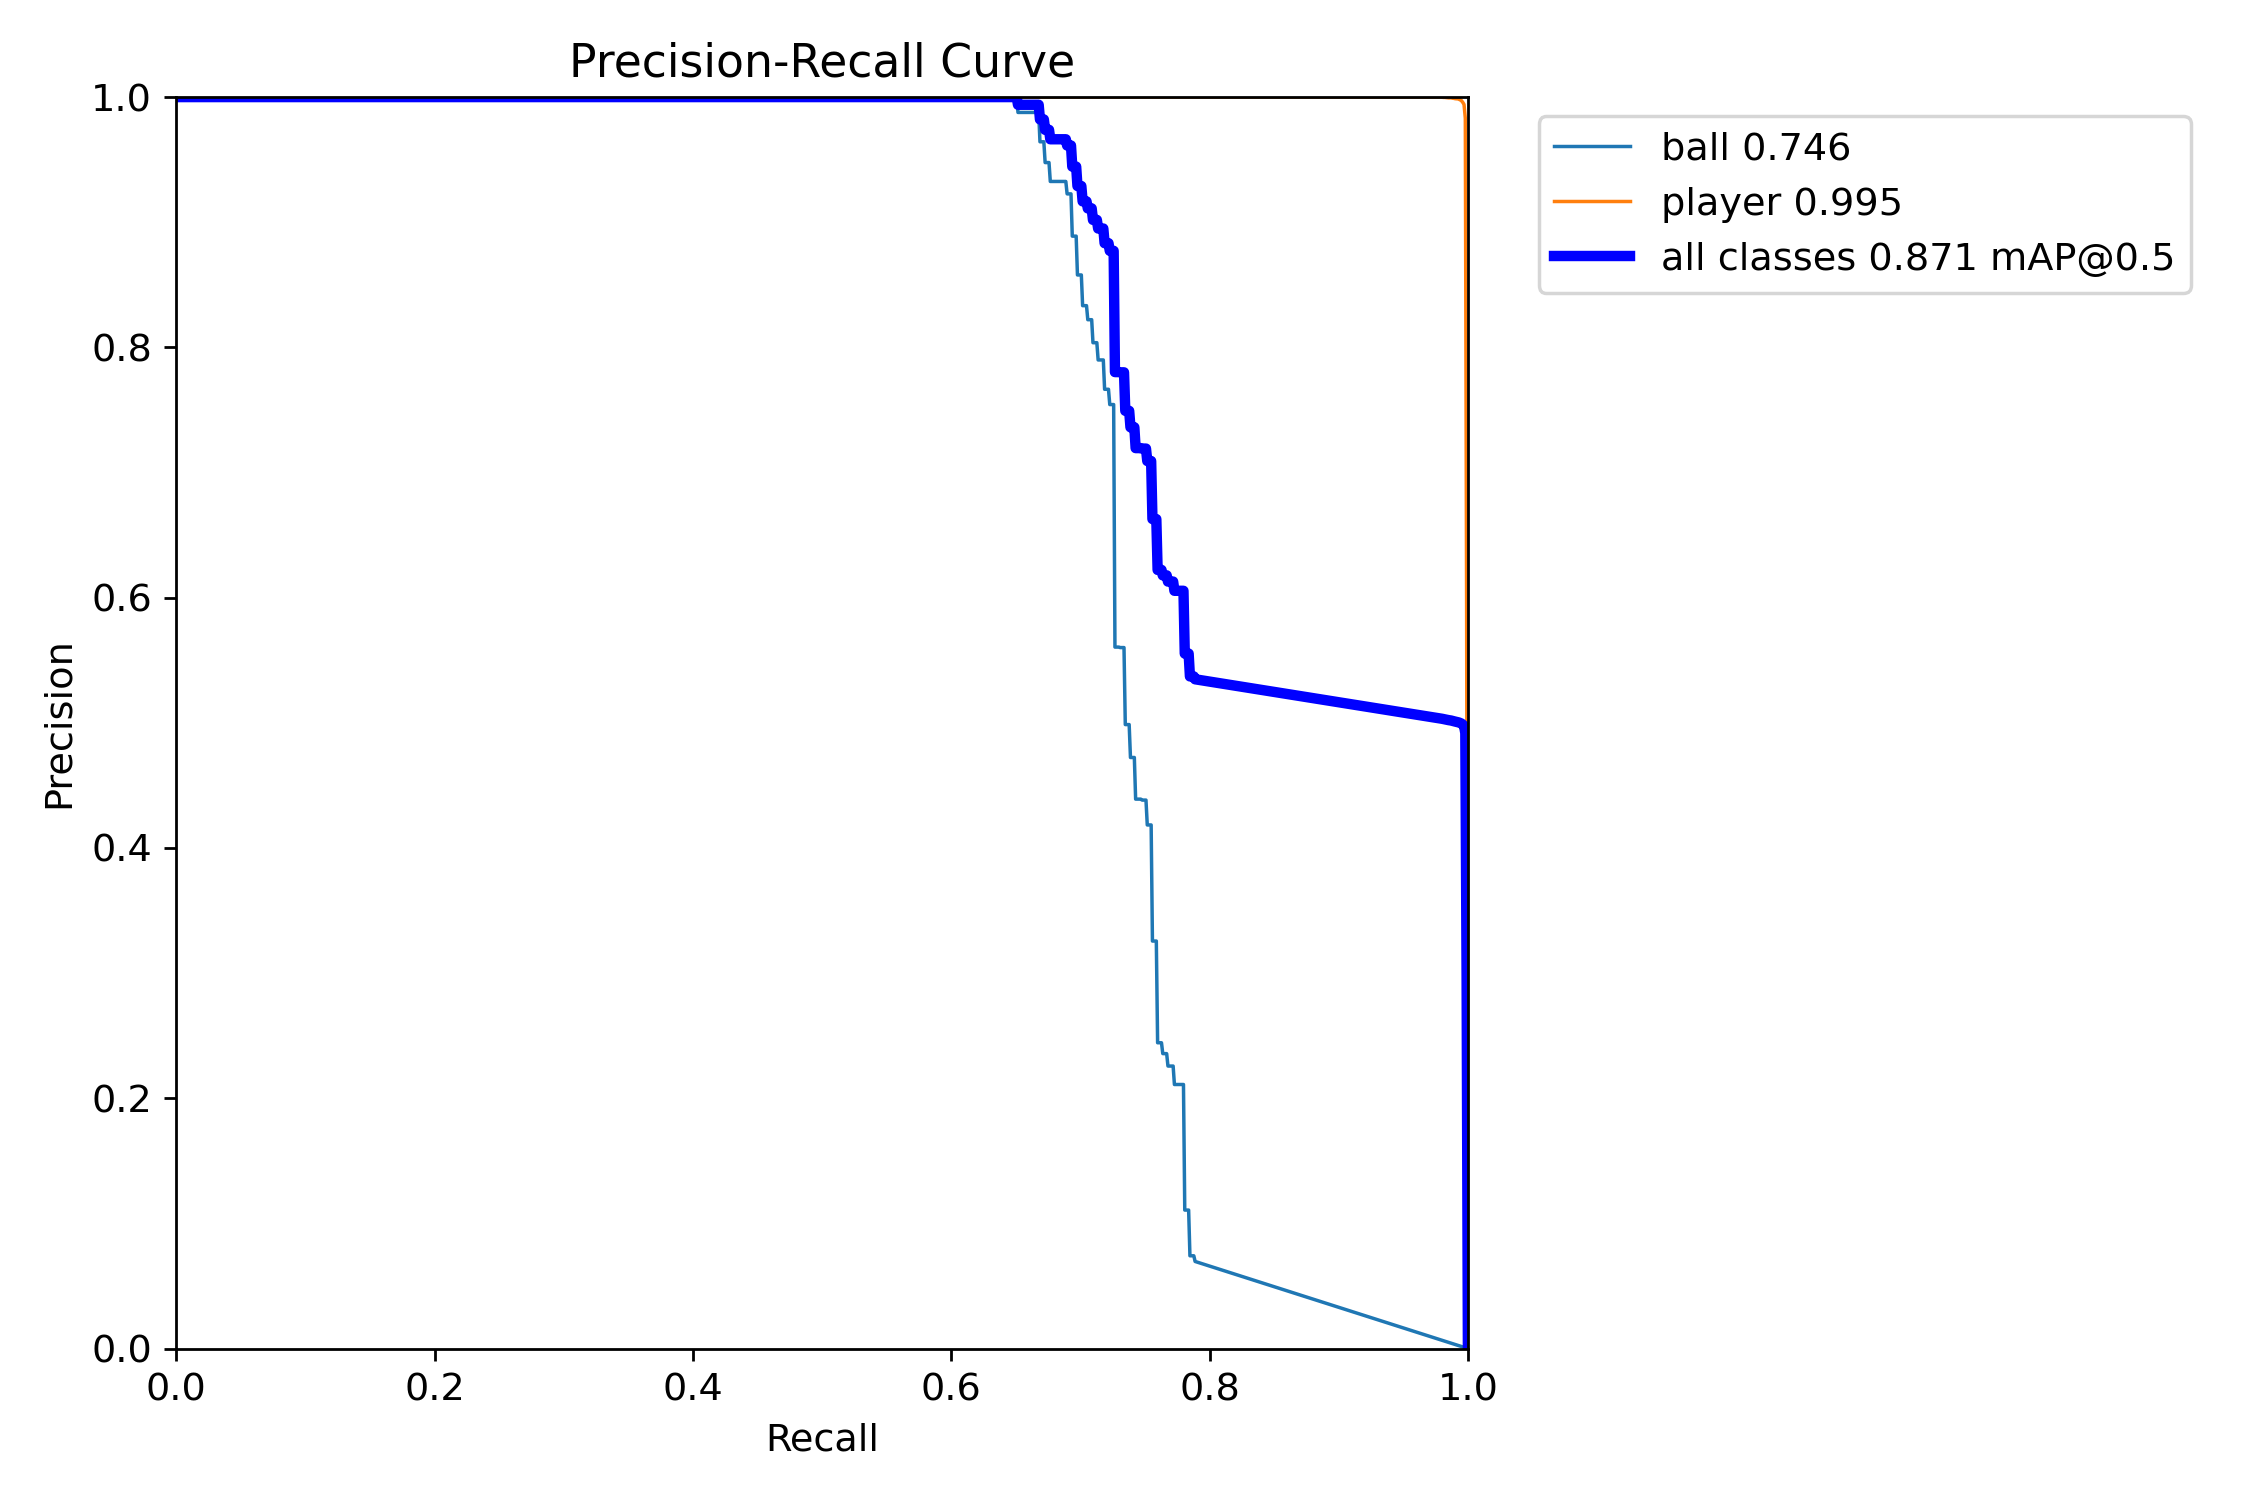 Precision-Recall Curve
1.0
0.8
0.6
0.4
0.2
0.0
Precision
0.0 0.2 0.4 0.6 0.8 1.0
Recall
ball 0.746
player 0.995
all classes 0.871 mAP@0.5